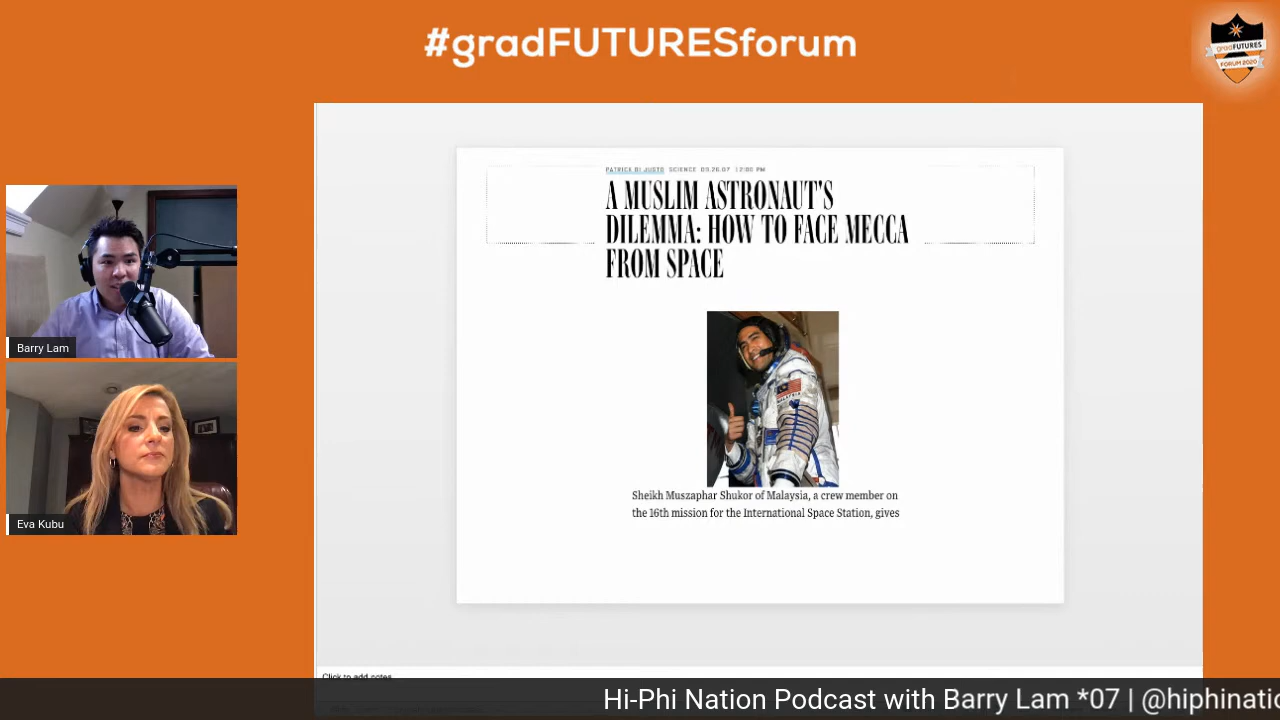 #gradFUTURESforum
gradFUTURES
FORUM 2020
PATRICK DI JUSTO SCIENCE 09.26.07 12:00 PM
A MUSLIM ASTRONAUT'S
DILEMMA: HOW TO FACE MECCA
FROM SPACE
MALAYSIA
Barry Lam
Sheikh Muszaphar Shukor of Malaysia, a crew member on
the 16th mission for the International Space Station, gives
Eva Kubu
Click to add notes
Hi-Phi Nation Podcast with Barry Lam *07 | @hiphinatio